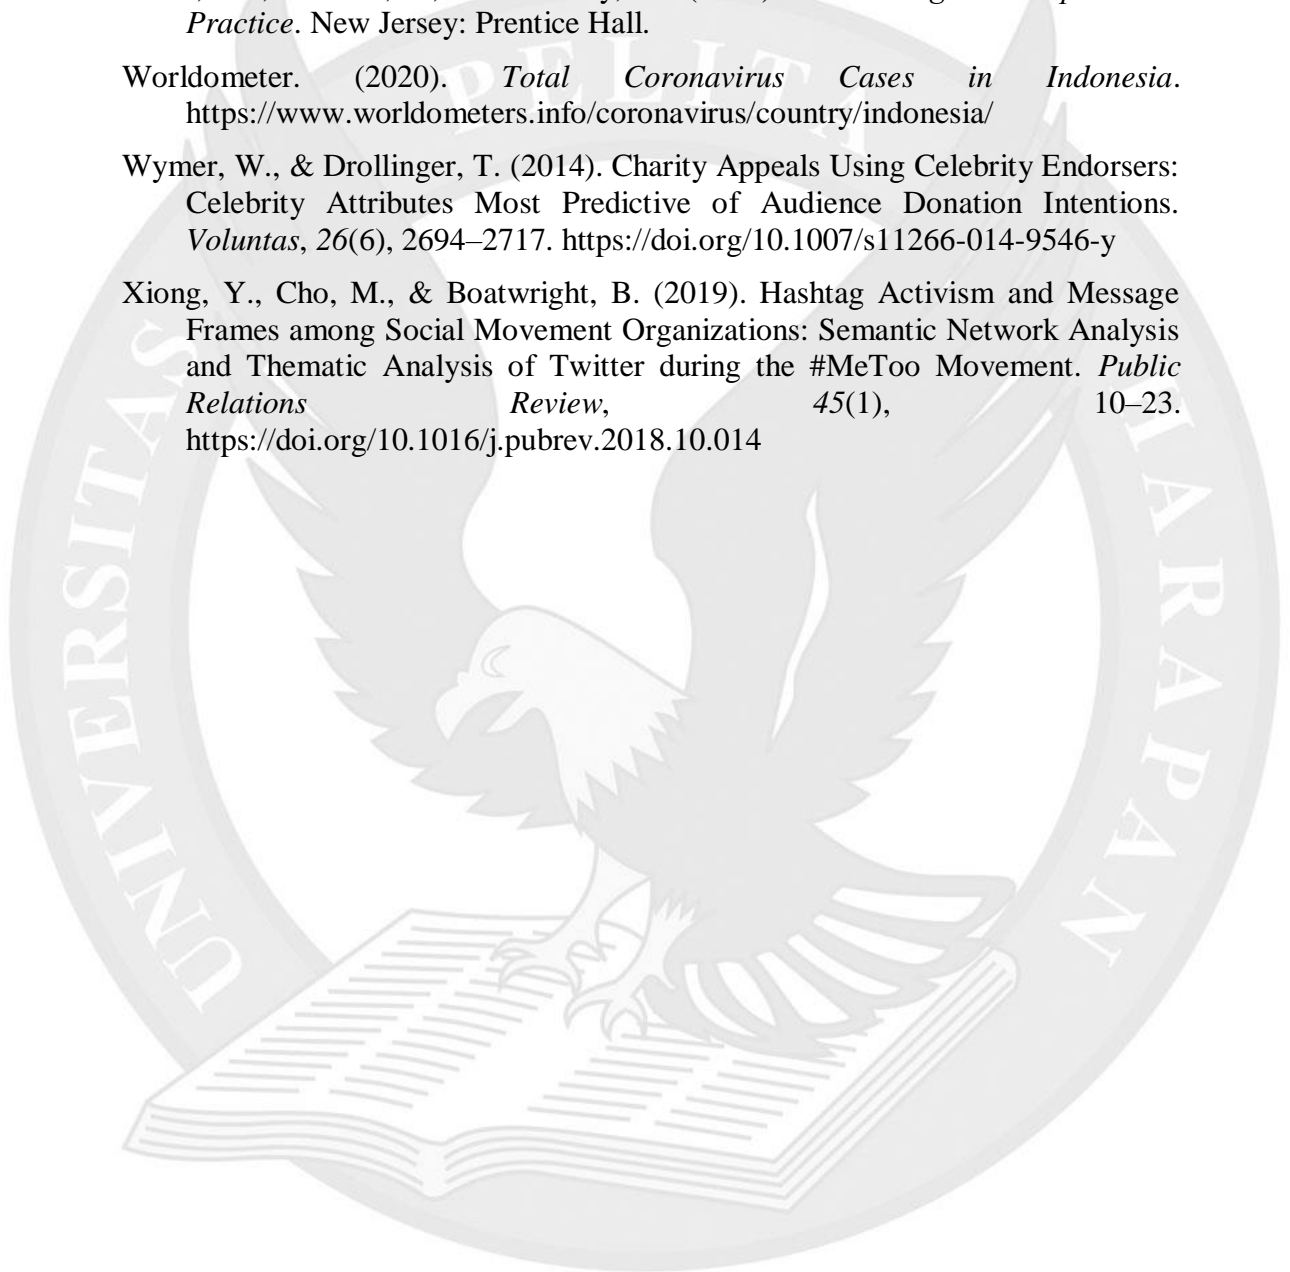 Practice. New Jersey: Prentice Hall.
Worldometer. (2020). Total Coronavirus Cases in Indonesia.
https://www.worldometers.info/coronavirus/country/indonesia/
Wymer, W., & Drollinger, T. (2014). Charity Appeals Using Celebrity Endorsers:
Celebrity Attributes Most Predictive of Audience Donation Intentions.
Voluntas, 26(6), 2694–2717. https://doi.org/10.1007/s11266-014-9546-y
Xiong, Y., Cho, M., & Boatwright, B. (2019). Hashtag Activism and Message
Frames among Social Movement Organizations: Semantic Network Analysis
and Thematic Analysis of Twitter during the #MeToo Movement. Public
Relations Review, 45(1), 10–23.
https://doi.org/10.1016/j.pubrev.2018.10.014
UNIVERSITAS PELITA HARAPAN